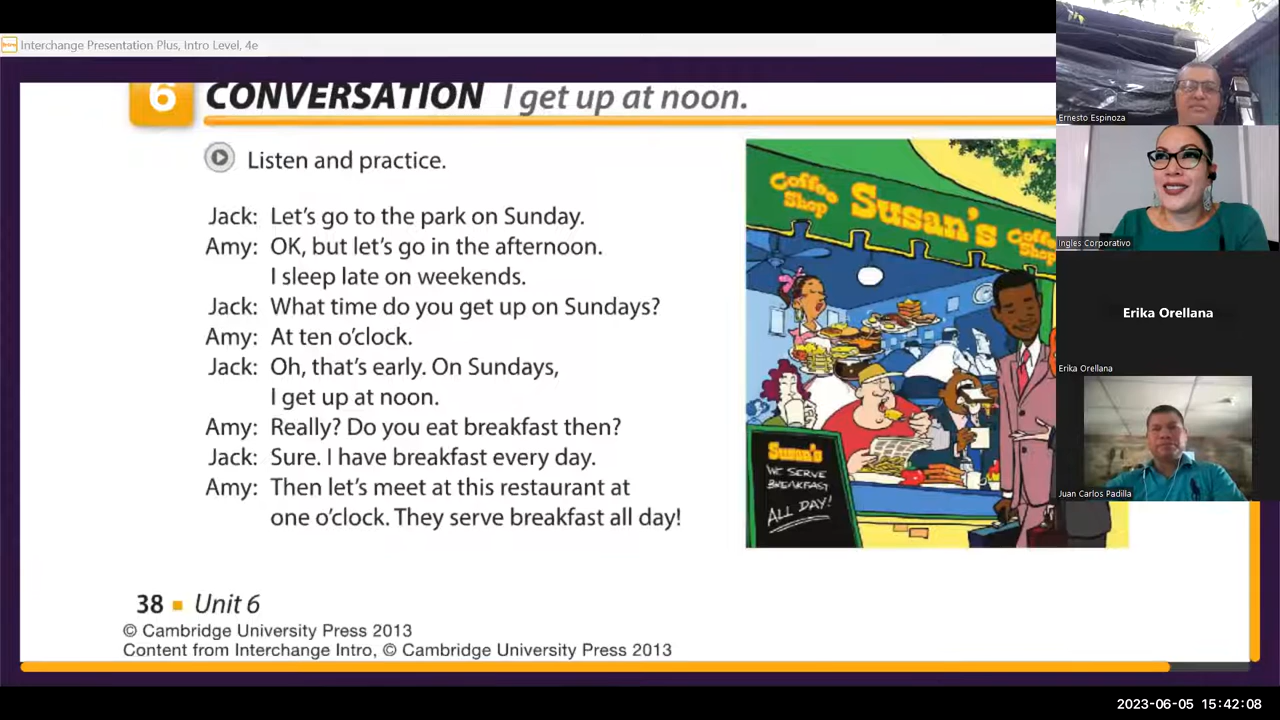 Interchange Presentation Plus, Intro Level, 4e
6 CONVERSATION I get up at noon.
Listen and practice.
Jack: Let's go to the park on Sunday.
Amy: OK, but let's go in the afternoon.
I sleep late on weekends.
Jack: What time do you get up on Sundays?
Amy: At ten o'clock.
Jack: Oh, that's early. On Sundays,
I get up at noon.
Amy: Really? Do you eat breakfast then?
Jack: Sure. I have breakfast every day.
Amy: Then let's meet at this restaurant at
one o'clock. They serve breakfast all day!
Coffee Shop Susan's Coffee Shop
Susan's
WE SERVE
BREAKFAST
ALL DAY!
38 Unit 6
© Cambridge University Press 2013
Content from Interchange Intro, © Cambridge University Press 2013
Ernesto Espinoza
Ingles Corporativo
Erika Orellana
Erika Orellana
Juan Carlos Padilla
2023-06-05 15:42:08